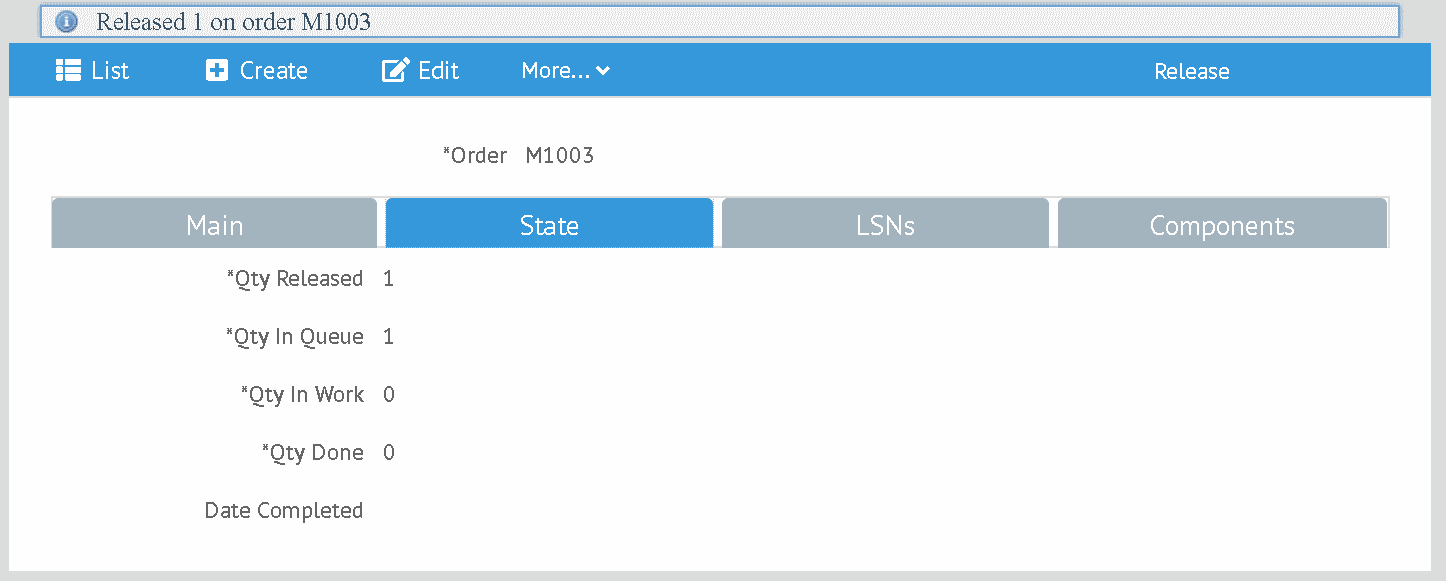 Released 1 on order M1003
List Create Edit More... Release
*Order M1003
Main State LSNs Components
*Qty Released 1
*Qty In Queue 1
*Qty In Work 0
*Qty Done 0
Date Completed